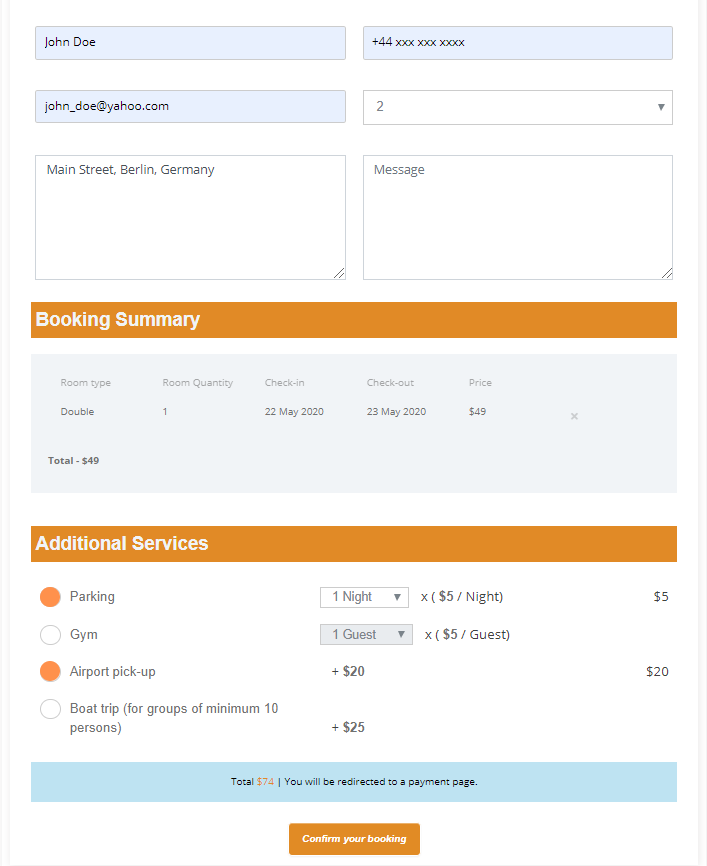 John Doe
+44 xxx xxx xxxx
john_doe@yahoo.com
2
Main Street, Berlin, Germany
Message
Booking Summary
Room type Room Quantity Check-in Check-out Price
Double 1 22 May 2020 23 May 2020 $49 ×
Total - $49
Additional Services
Parking 1 Night x ( $5 / Night) $5
Gym 1 Guest x ( $5 / Guest)
Airport pick-up + $20 $20
Boat trip (for groups of minimum 10
persons) + $25
Total $74 | You will be redirected to a payment page.
Confirm your booking